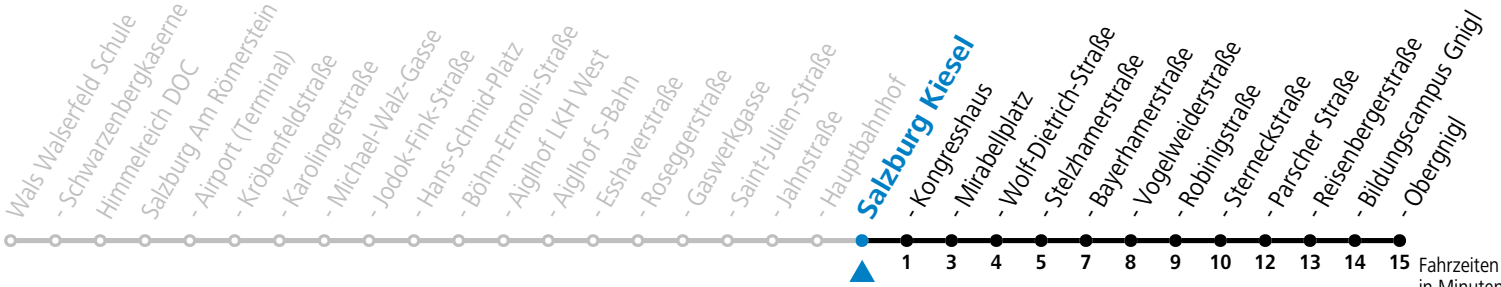 Wals Walserfeld Schule
- Schwarzenbergkaserne
Himmelreich DOC
Salzburg Am Römerstein
- Airport (Terminal)
- Kröbenfeldstraße
- Karolingerstraße
- Michael-Walz-Gasse
- Jodok-Fink-Straße
- Hans-Schmid-Platz
- Böhm-Ermolli-Straße
- Aiglhof LKH West
- Aiglhof S-Bahn
- Esshaverstraße
- Roseggerstraße
- Gaswerkgasse
- Saint-Julien-Straße
- Jahnstraße
- Hauptbahnhof
Salzburg Kiesel
- Kongresshaus
- Mirabellplatz
- Wolf-Dietrich-Straße
- Stelzhamerstraße
- Bayerhamerstraße
- Vogelweiderstraße
- Robinigstraße
- Sterneckstraße
- Parscher Straße
- Reisenbergerstraße
- Bildungscampus Gnigl
- Obergnigl
1 3 4 5 7 8 9 10 12 13 14 15 Fahrzeiten
in Minuten